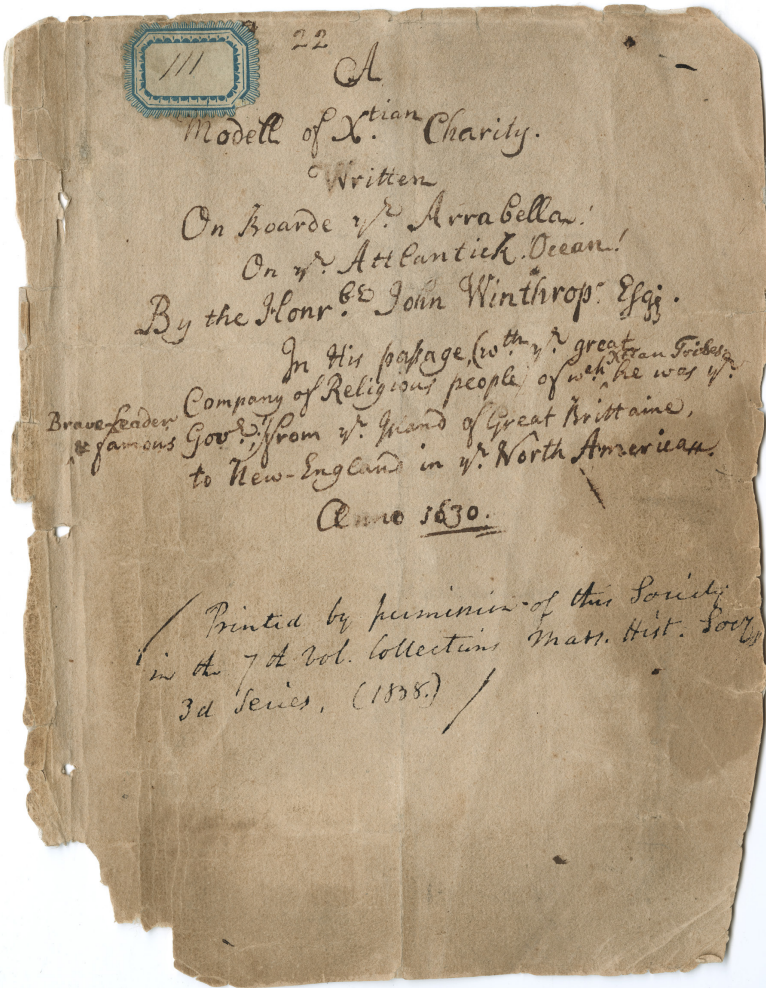 111
22
A
Modell of X.tian Charity.
Written
On Boarde ye. Arrabella!
On ye. Attlantick. Ocean!
By the Honrble John Winthrop. Esqr.
In His passage, (wth ye. great
Xtian Tribes
Company of Religious people, of wch he was ye.
Brave Leader
& famous Govr;) from ye. Island of Great Brittaine,
to New-England in ye. North America.
Anno 1630.
Printed by permission of this Society
in the 7th Vol. Collections Mass. Hist. Socy,
3d Series, (1838.)